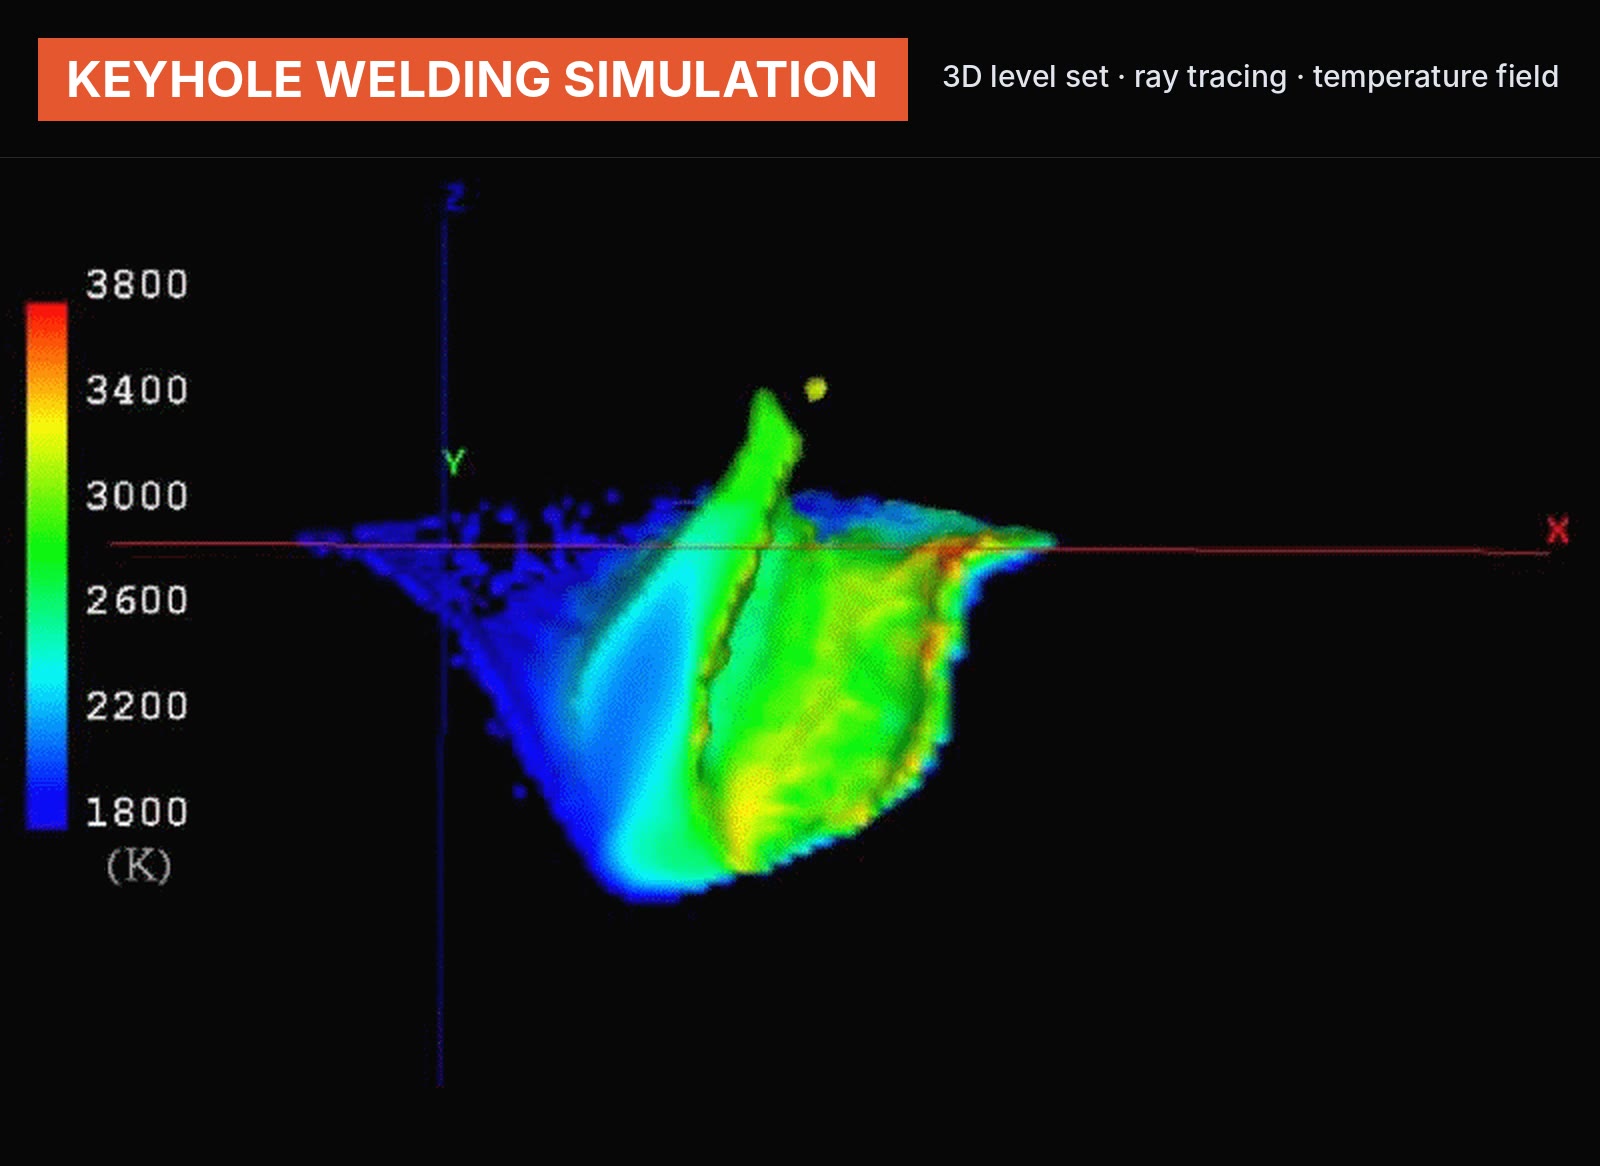 KEYHOLE WELDING SIMULATION
3D level set · ray tracing · temperature field
Z
3800
3400
Y
3000
X
2600
2200
1800
(K)